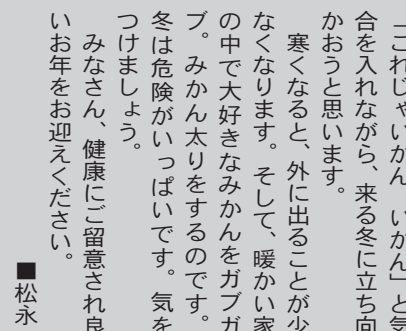 「これじゃいかん、いかん」と気
合を入れながら、来る冬に立ち向
かおうと思います。
寒くなると、外に出ることが少
なくなります。そして、暖かい家
の中で大好きなみかんをガブガ
ブ。みかん太りをするのです。
冬は危険がいっぱいです。気を
つけましょう。
みなさん、健康にご留意され良
いお年をお迎えください。
■松永